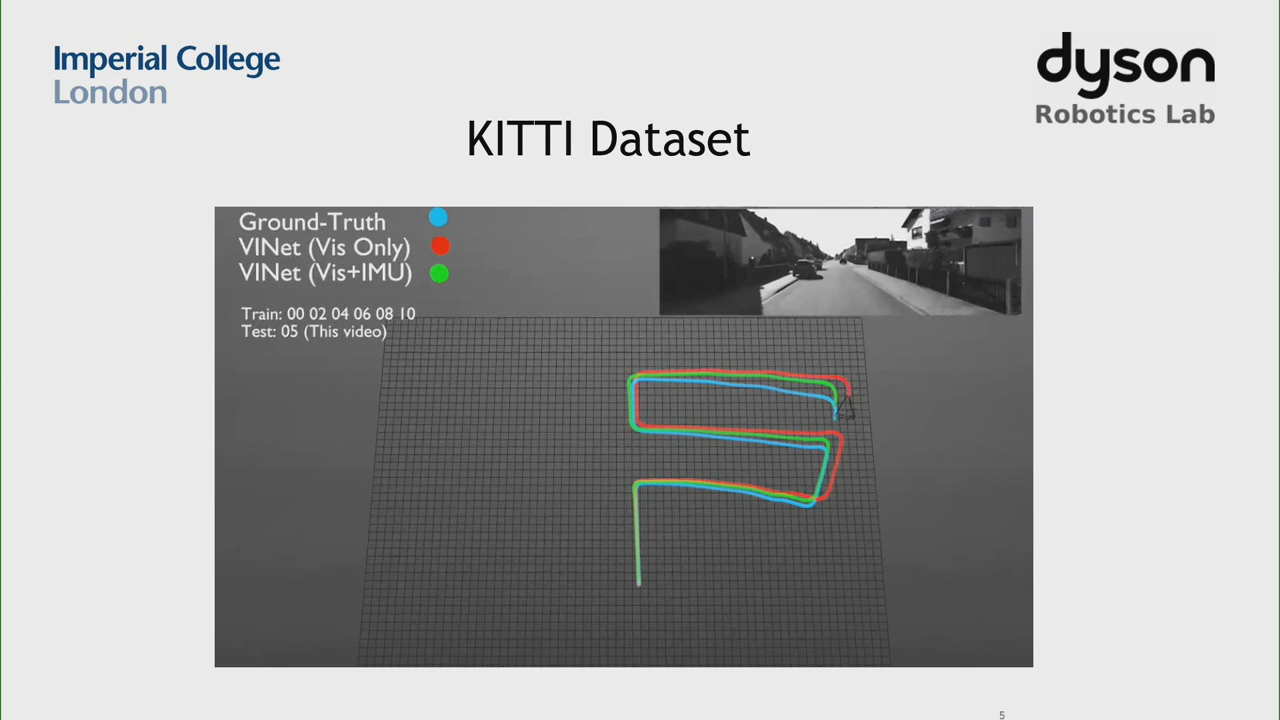 Imperial College
London
dyson
Robotics Lab
KITTI Dataset
Ground-Truth
VINet (Vis Only)
VINet (Vis+IMU)
Train: 00 02 04 06 08 10
Test: 05 (This video)
5